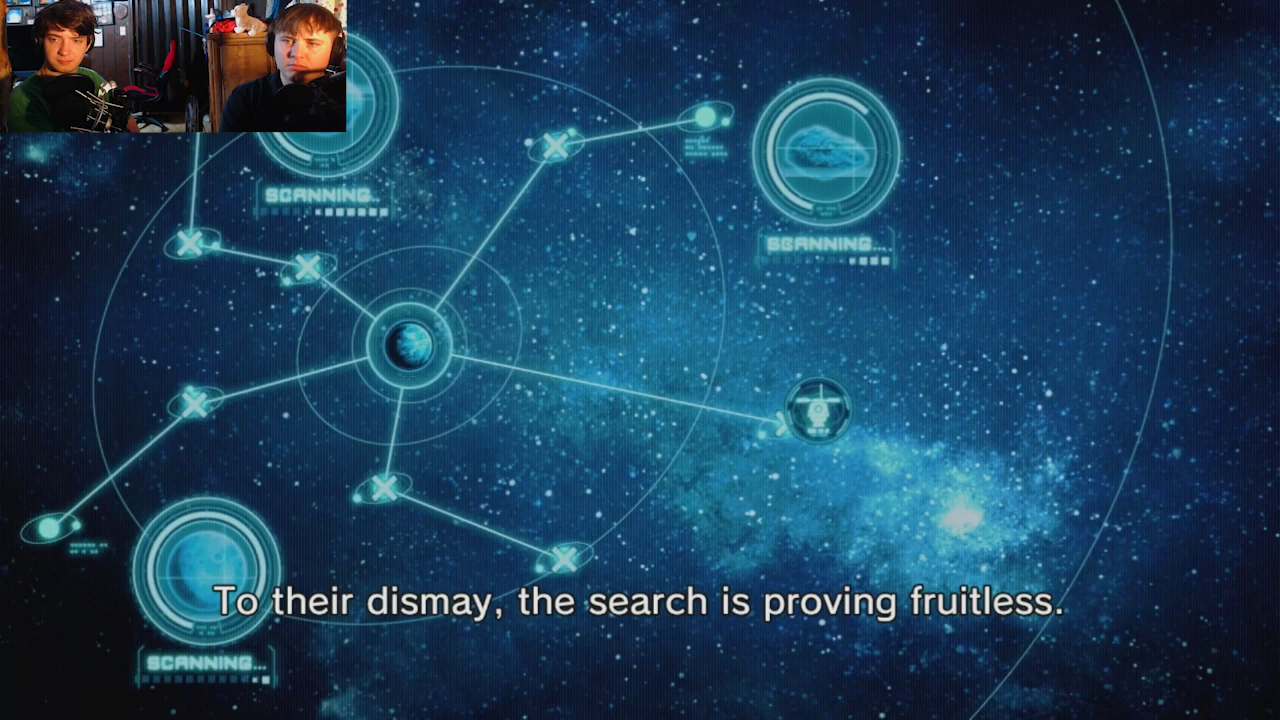 SCANNING..
SCANNING....
To their dismay, the search is proving fruitless.
SCANNING...